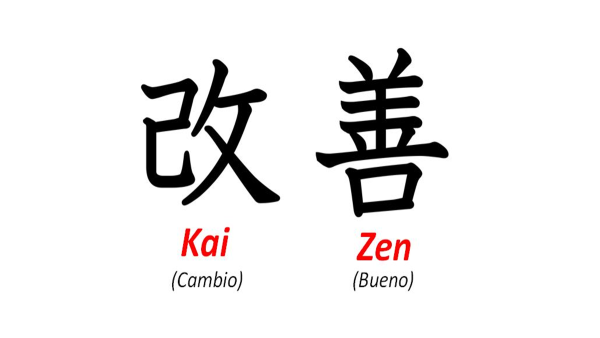 改善
Kai Zen
(Cambio) (Bueno)